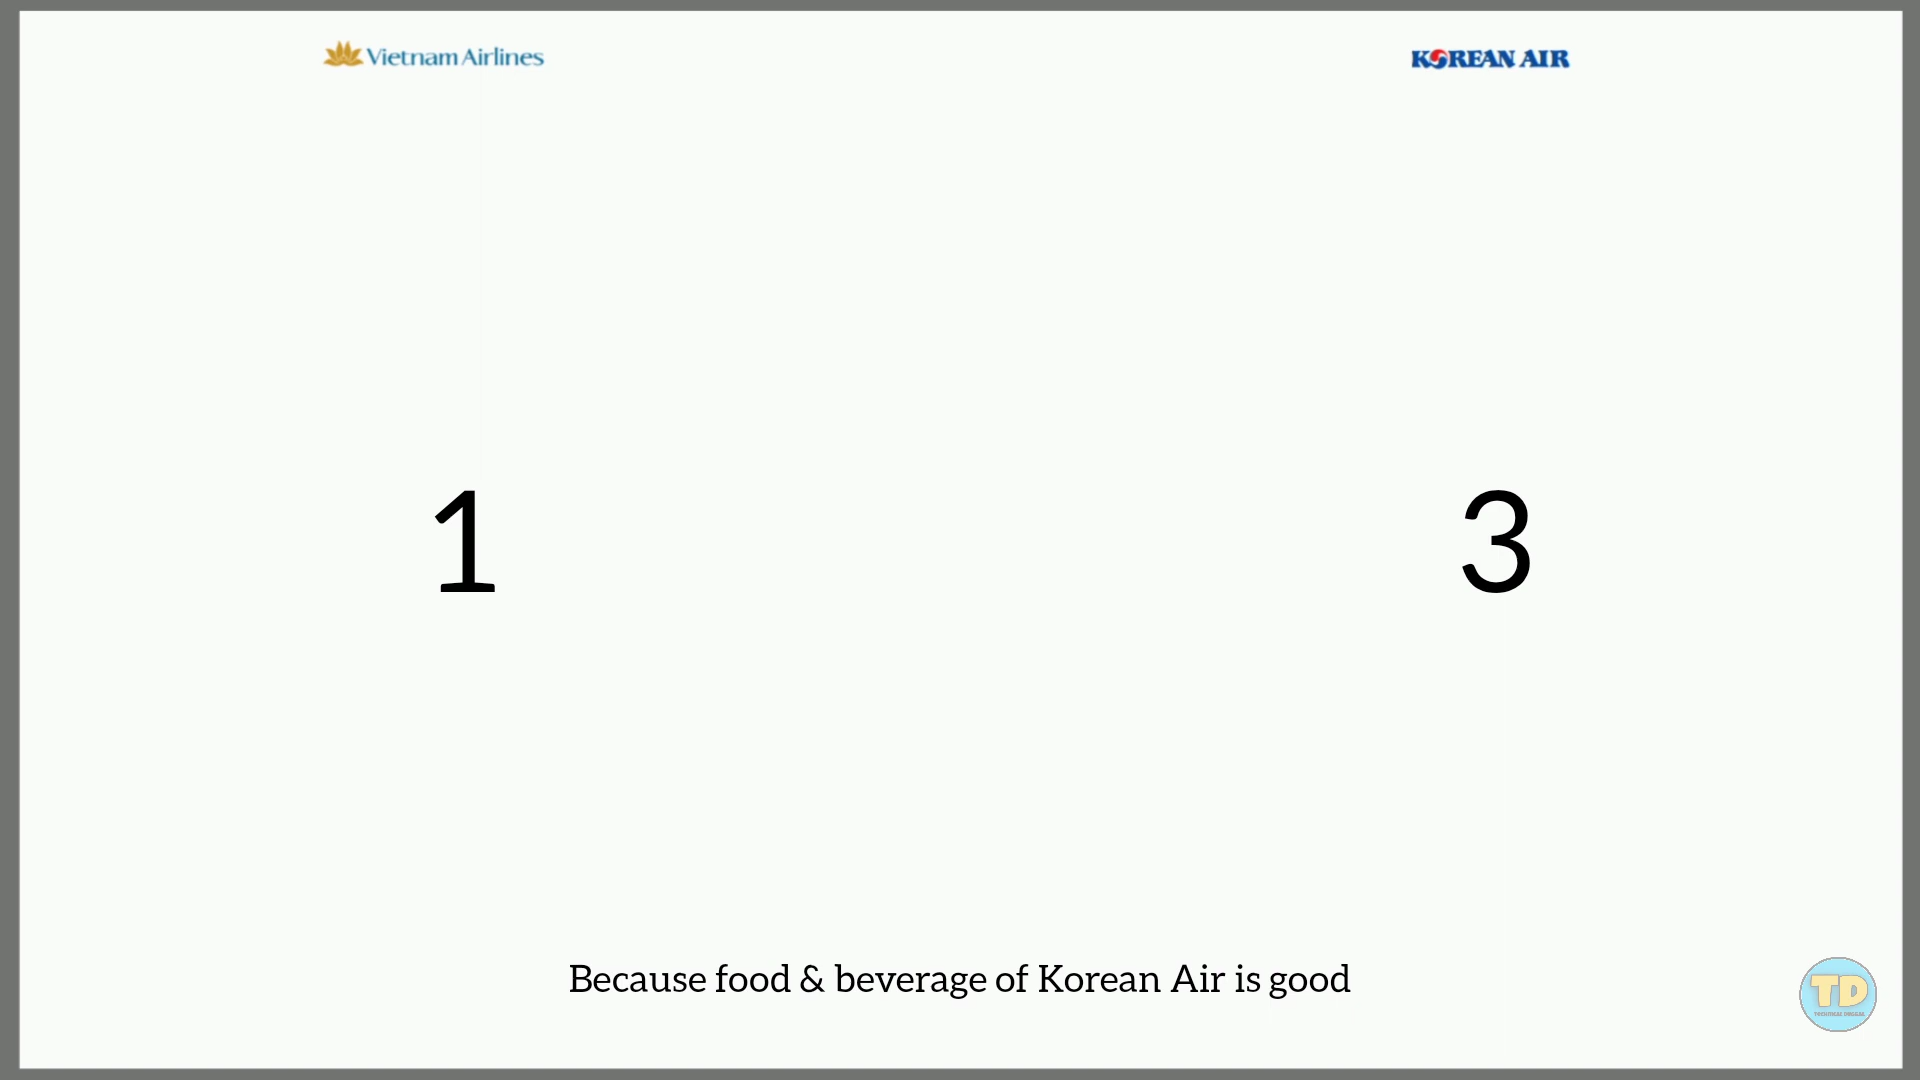 Vietnam Airlines
KOREAN AIR
1
3
Because food & beverage of Korean Air is good
TD